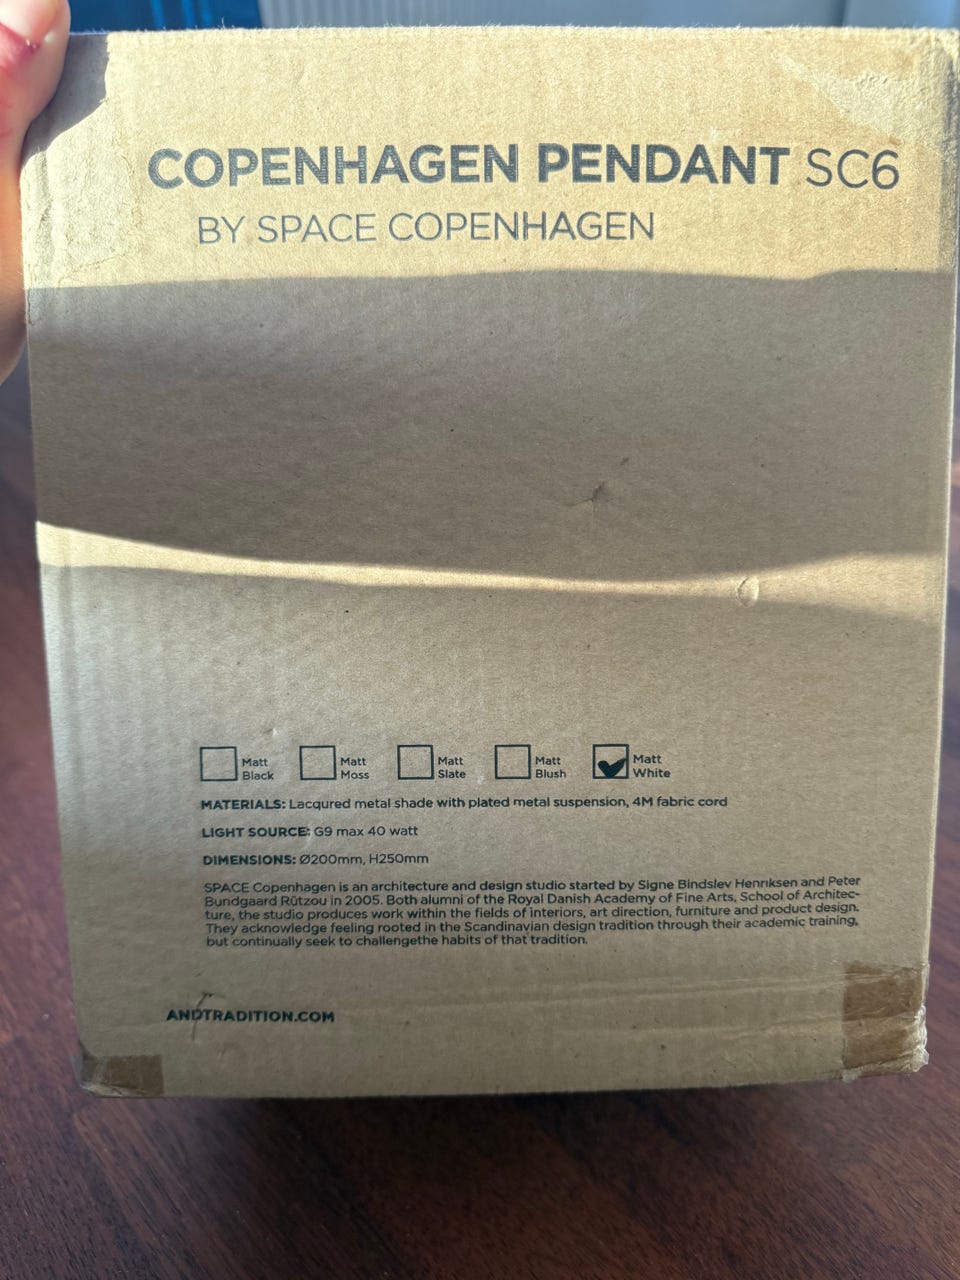 COPENHAGEN PENDANT SC6
BY SPACE COPENHAGEN
Matt Black
Matt Moss
Matt Slate
Matt Blush
Matt White
MATERIALS: Lacqured metal shade with plated metal suspension, 4M fabric cord
LIGHT SOURCE: G9 max 40 watt
DIMENSIONS: Ø200mm, H250mm
SPACE Copenhagen is an architecture and design studio started by Signe Bindslev Henriksen and Peter
Bundgaard Rützou in 2005. Both alumni of the Royal Danish Academy of Fine Arts, School of Architec-
ture, the studio produces work within the fields of interiors, art direction, furniture and product design.
They acknowledge feeling rooted in the Scandinavian design tradition through their academic training,
but continually seek to challengethe habits of that tradition.
ANDTRADITION.COM